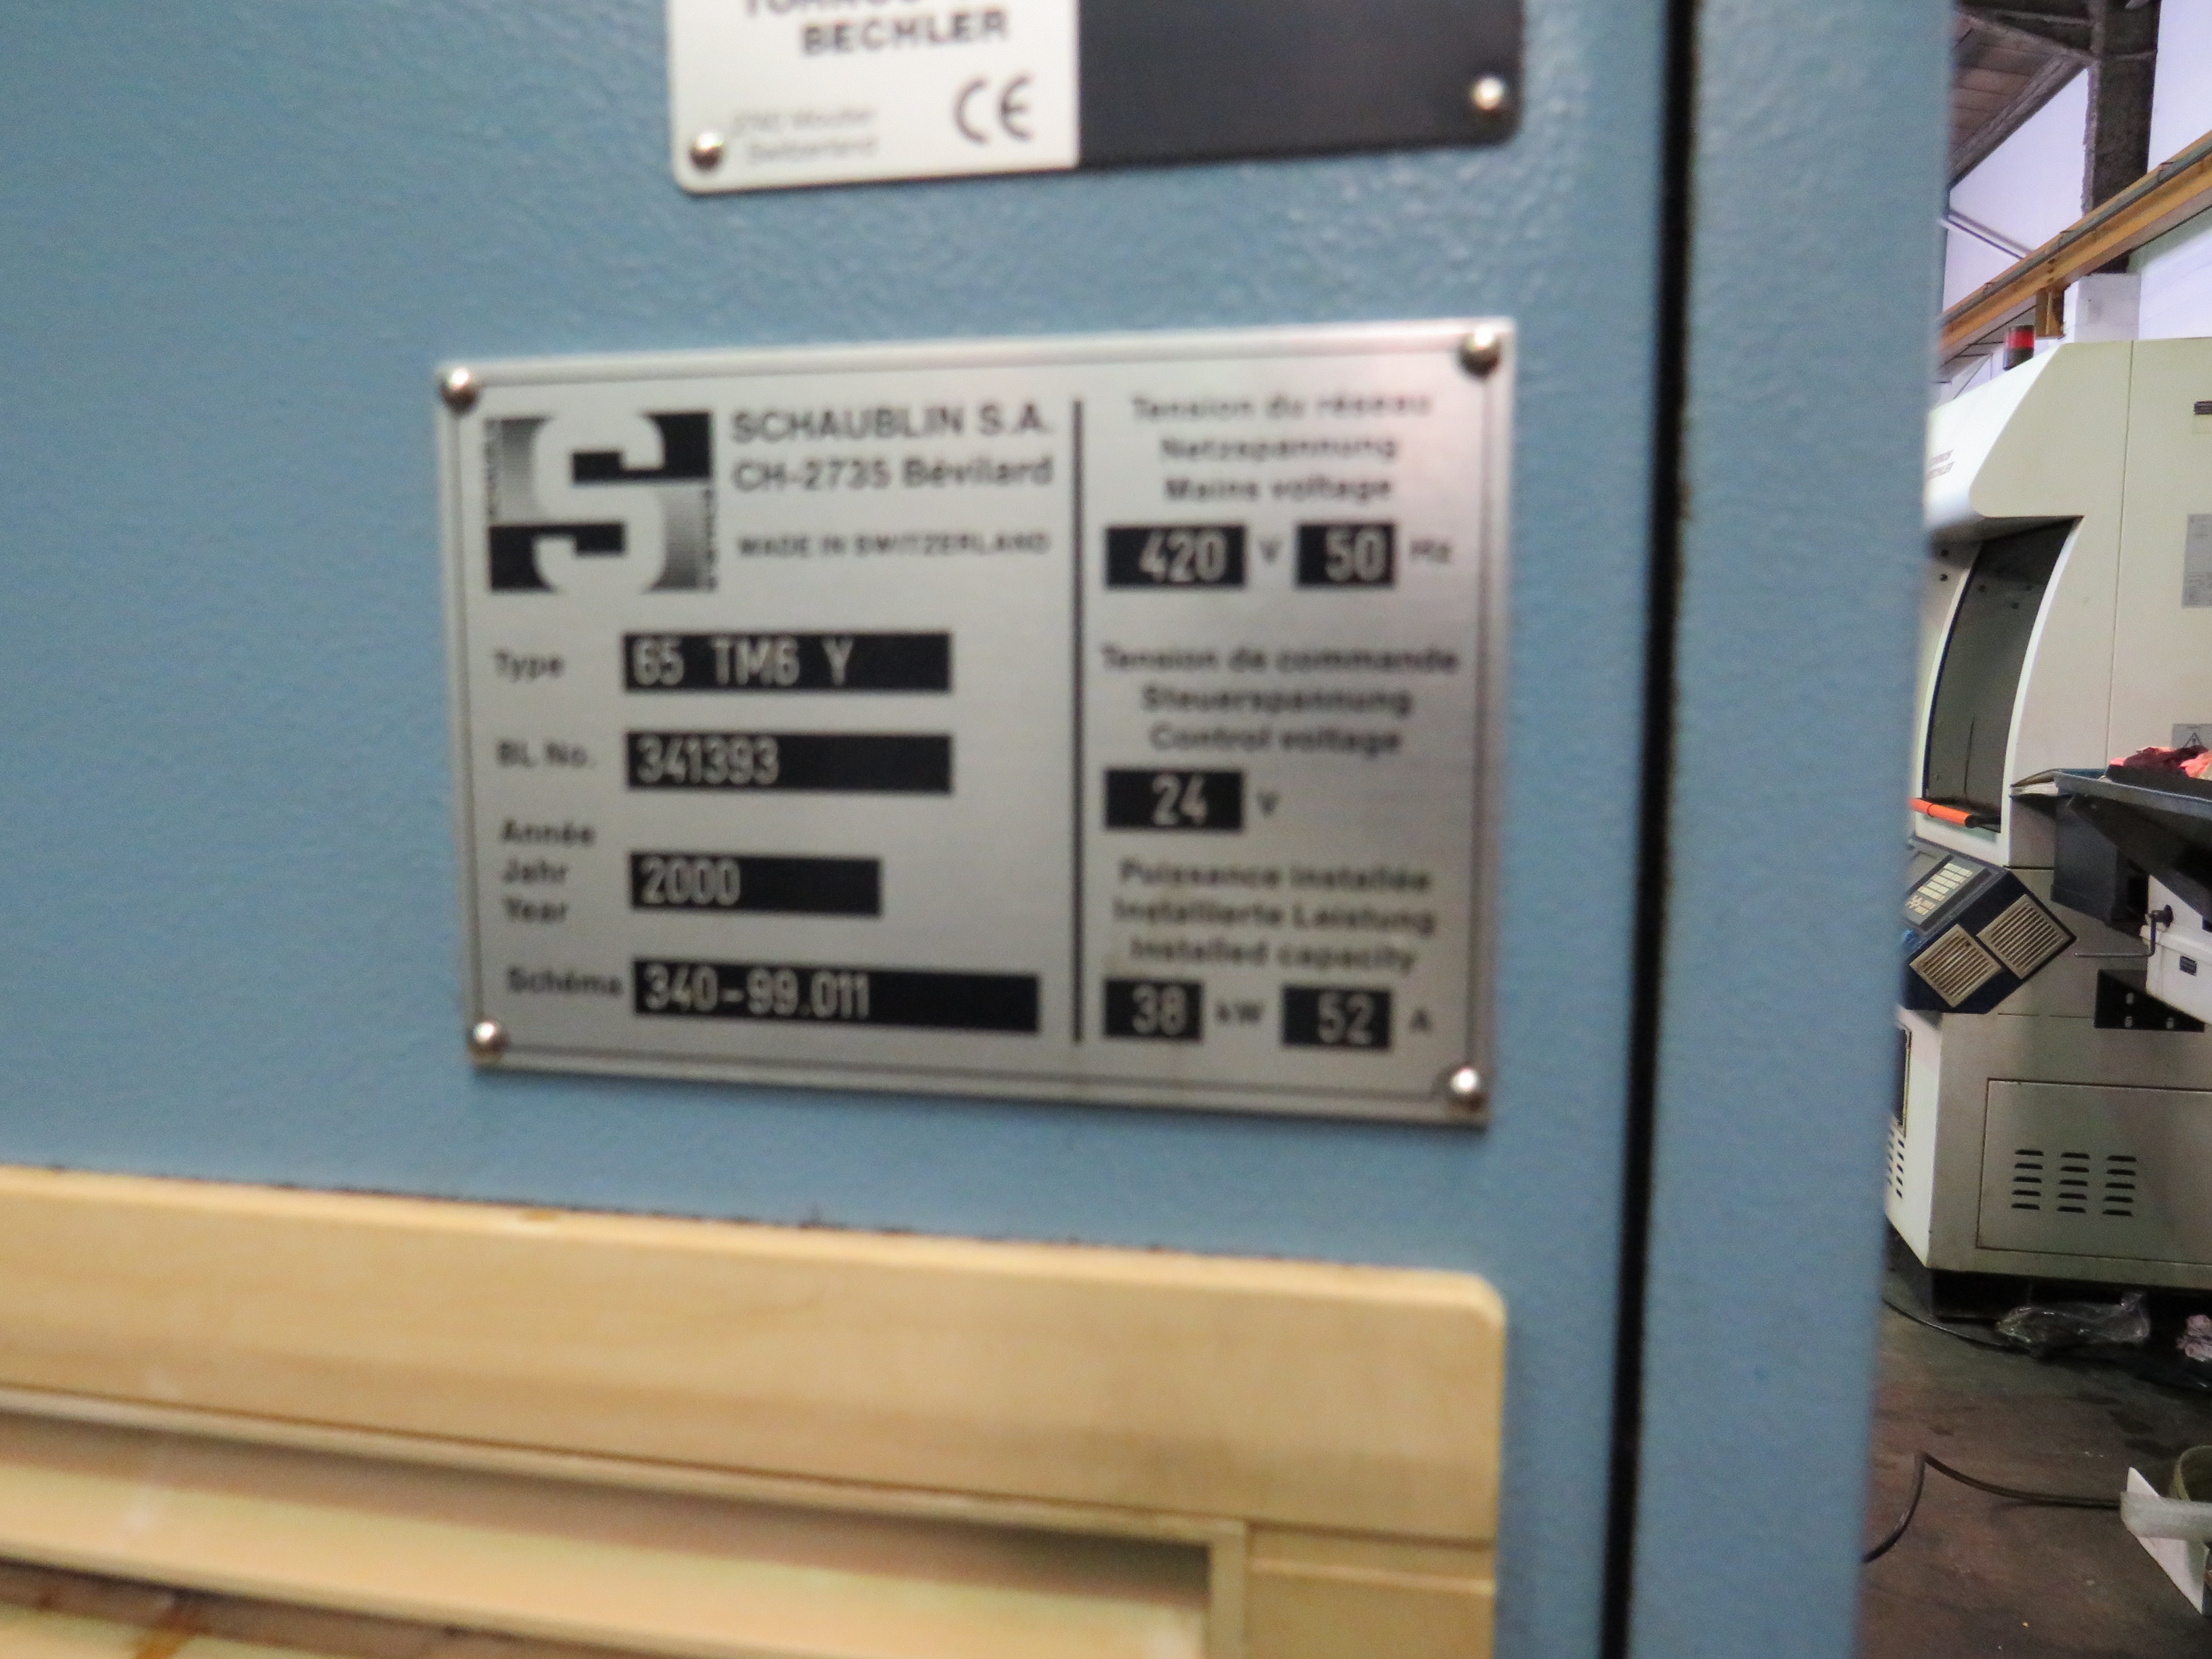 BECHLER
CE
Switzerland
SCHAUBLIN S.A.
CH-2735 Bévilard
MADE IN SWITZERLAND
Type 65 TM6 Y
BL No. 341393
Année
Jahr
Year
2000
Schéma 340-99.011
Tension du réseau
Netzspannung
Mains voltage
420 V 50 Hz
Tension de commande
Steuerspannung
Control voltage
24 V
Puissance installée
Installierte Leistung
Installed capacity
38 kW 52 A